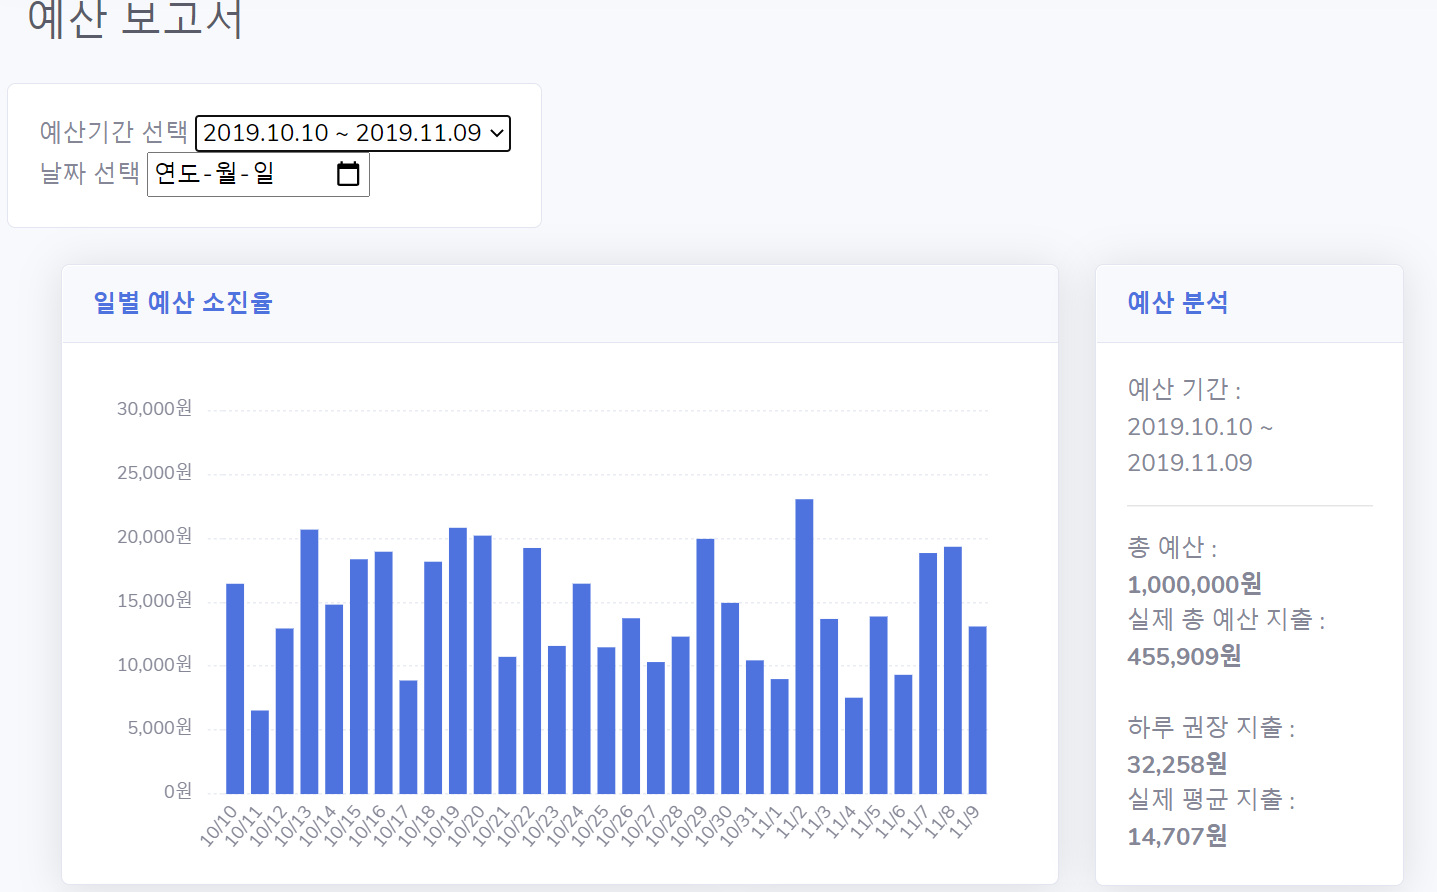 예산 보고서
예산기간 선택 2019.10.10 ~ 2019.11.09
날짜 선택 연도-월-일
일별 예산 소진율
30,000원
25,000원
20,000원
15,000원
10,000원
5,000원
0원
10/10 10/11 10/12 10/13 10/14 10/15 10/16 10/17 10/18 10/19 10/20 10/21 10/22 10/23 10/24 10/25 10/26 10/27 10/28 10/29 10/30 10/31 11/1 11/2 11/3 11/4 11/5 11/6 11/7 11/8 11/9
예산 분석
예산 기간 :
2019.10.10 ~
2019.11.09
총 예산 :
1,000,000원
실제 총 예산 지출 :
455,909원
하루 권장 지출 :
32,258원
실제 평균 지출 :
14,707원